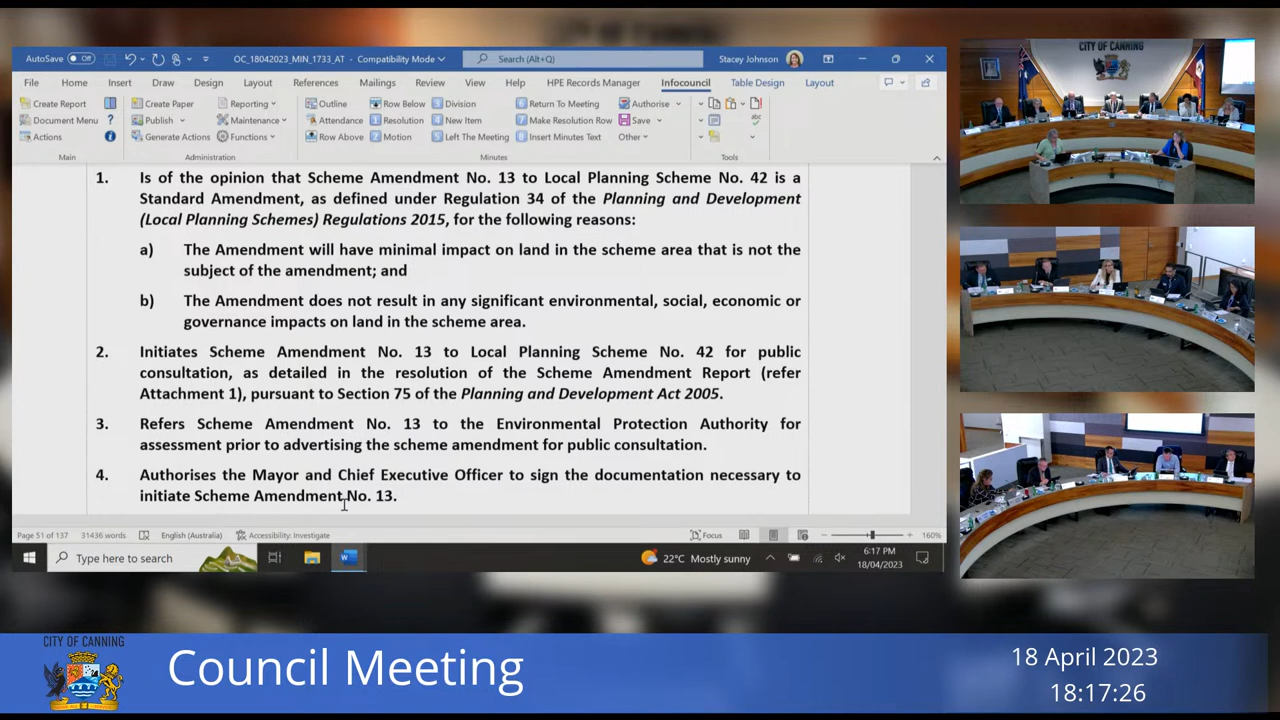 AutoSave Off
OC_18042023_MIN_1733_AT - Compatibility Mode
Search (Alt+Q)
Stacey Johnson
File Home Insert Draw Design Layout References Mailings Review View Help HPE Records Manager Infocouncil Table Design Layout
Create Report
Document Menu
Actions
Main
Create Paper
Publish
Generate Actions
Reporting
Maintenance
Functions
Administration
Outline
Attendance
Row Above
Row Below
Resolution
Motion
Division
New Item
Left The Meeting
Return To Meeting
Make Resolution Row
Insert Minutes Text
Minutes
Authorise
Save
Other
Tools
1. Is of the opinion that Scheme Amendment No. 13 to Local Planning Scheme No. 42 is a
Standard Amendment, as defined under Regulation 34 of the Planning and Development
(Local Planning Schemes) Regulations 2015, for the following reasons:
a) The Amendment will have minimal impact on land in the scheme area that is not the
subject of the amendment; and
b) The Amendment does not result in any significant environmental, social, economic or
governance impacts on land in the scheme area.
2. Initiates Scheme Amendment No. 13 to Local Planning Scheme No. 42 for public
consultation, as detailed in the resolution of the Scheme Amendment Report (refer
Attachment 1), pursuant to Section 75 of the Planning and Development Act 2005.
3. Refers Scheme Amendment No. 13 to the Environmental Protection Authority for
assessment prior to advertising the scheme amendment for public consultation.
4. Authorises the Mayor and Chief Executive Officer to sign the documentation necessary to
initiate Scheme Amendment No. 13.
Page 51 of 137 31436 words English (Australia) Accessibility: Investigate Focus 160%
Type here to search
22°C Mostly sunny
6:17 PM
18/04/2023
CITY OF CANNING
CITY OF CANNING
Council Meeting
18 April 2023
18:17:26